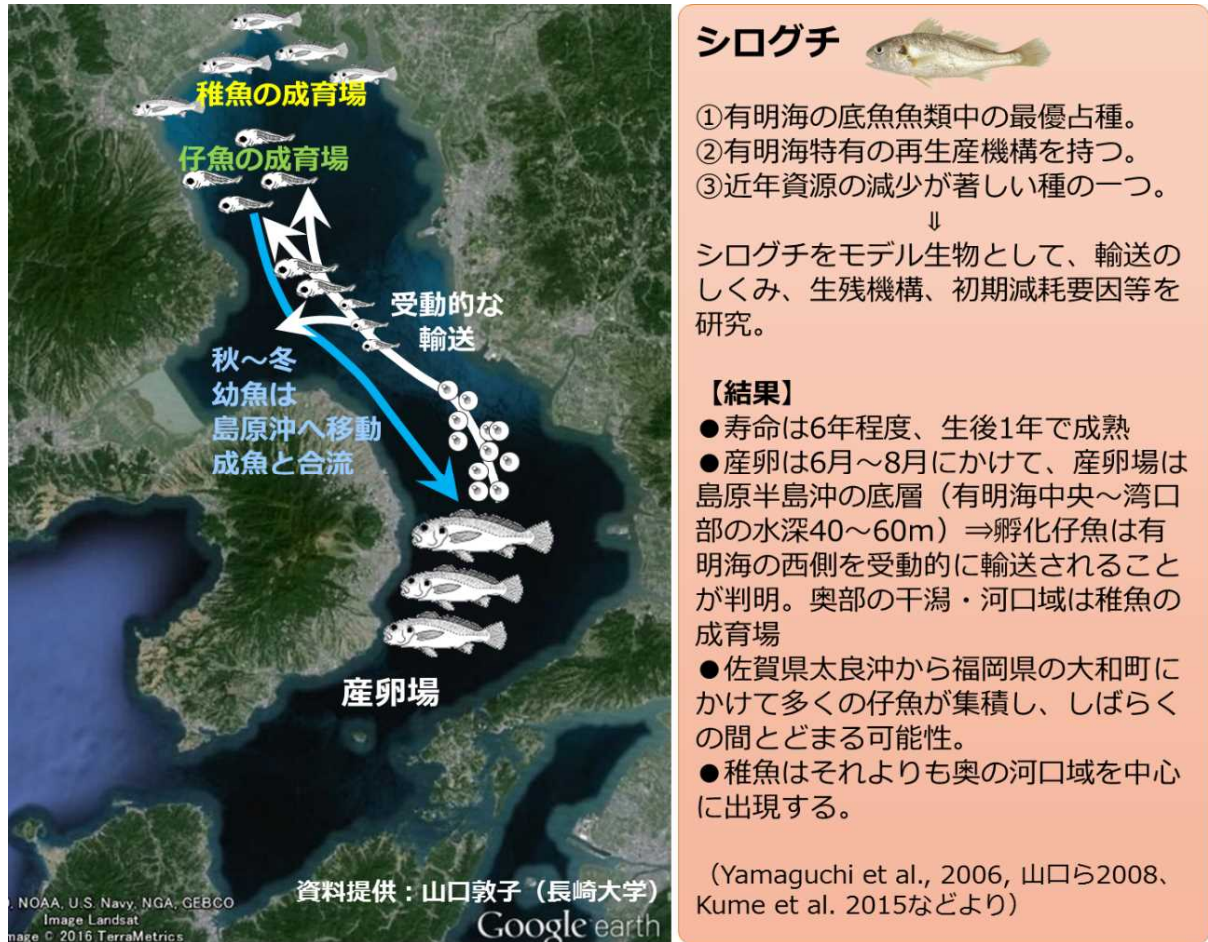 稚魚の成育場
仔魚の成育場
受動的な
輸送
秋～冬
幼魚は
島原沖へ移動
成魚と合流
産卵場
資料提供：山口敦子（長崎大学）
, NOAA, U.S. Navy, NGA, GEBCO
Image Landsat
mage © 2016 TerraMetrics
Google earth
シログチ
①有明海の底魚魚類中の最優占種。
②有明海特有の再生産機構を持つ。
③近年資源の減少が著しい種の一つ。
⇓
シログチをモデル生物として、輸送の
しくみ、生残機構、初期減耗要因等を
研究。
【結果】
●寿命は6年程度、生後1年で成熟
●産卵は6月～8月にかけて、産卵場は
島原半島沖の底層（有明海中央～湾口
部の水深40～60m）⇒孵化仔魚は有
明海の西側を受動的に輸送されること
が判明。奥部の干潟・河口域は稚魚の
成育場
●佐賀県太良沖から福岡県の大和町に
かけて多くの仔魚が集積し、しばらく
の間とどまる可能性。
●稚魚はそれよりも奥の河口域を中心
に出現する。
（Yamaguchi et al., 2006, 山口ら2008、
Kume et al. 2015などより）